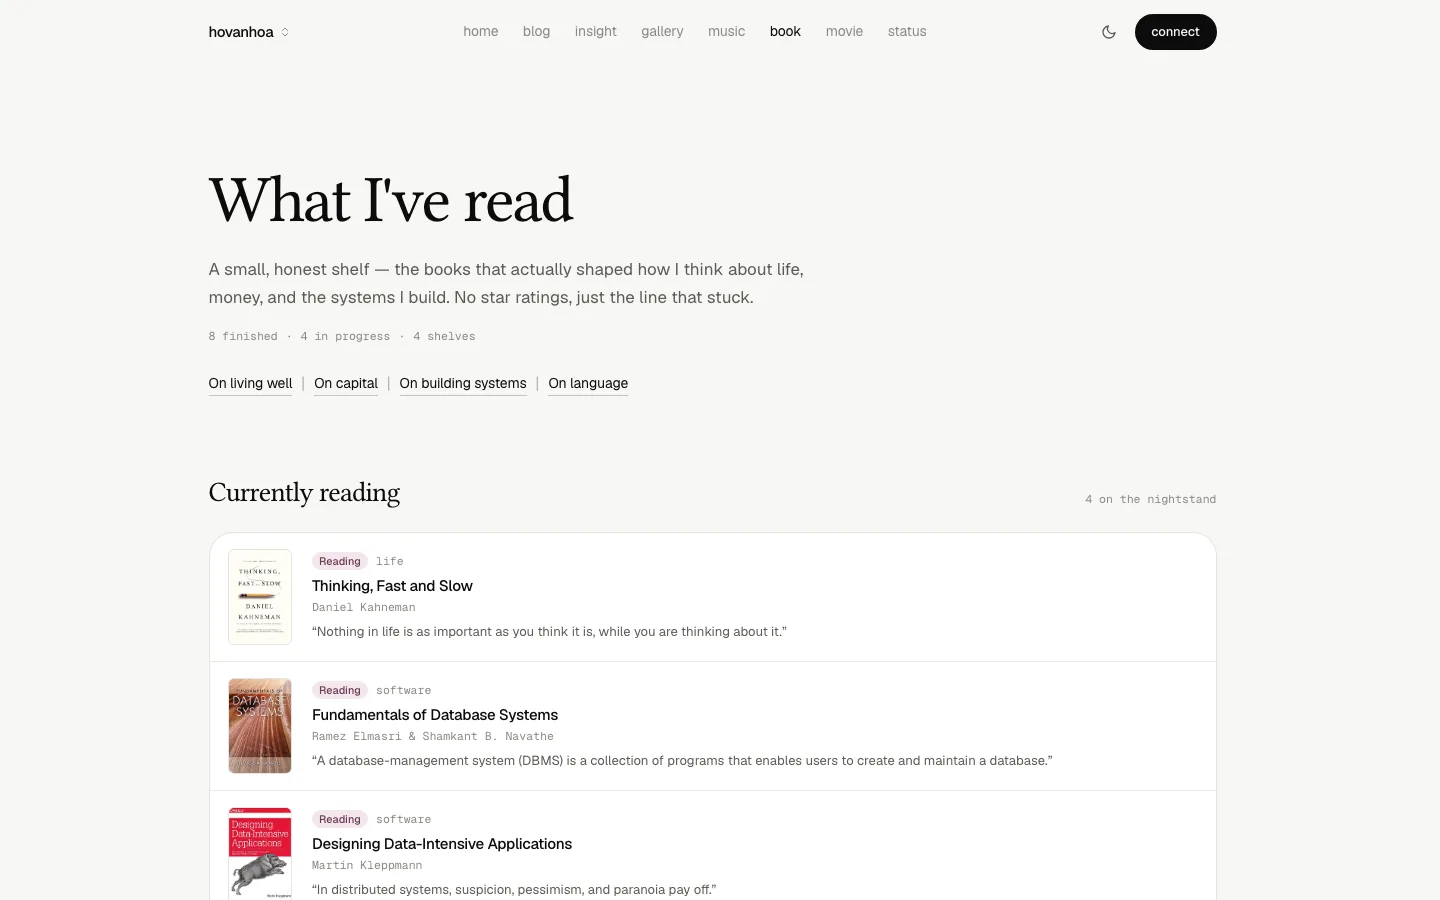 hovanhoa
home blog insight gallery music book movie status
connect
What I've read
A small, honest shelf — the books that actually shaped how I think about life,
money, and the systems I build. No star ratings, just the line that stuck.
8 finished · 4 in progress · 4 shelves
On living well | On capital | On building systems | On language
Currently reading
4 on the nightstand
THINKING,
FAST AND SLOW
DANIEL
KAHNEMAN
Reading life
Thinking, Fast and Slow
Daniel Kahneman
“Nothing in life is as important as you think it is, while you are thinking about it.”
FUNDAMENTALS OF
DATABASE
SYSTEMS
Reading software
Fundamentals of Database Systems
Ramez Elmasri & Shamkant B. Navathe
“A database-management system (DBMS) is a collection of programs that enables users to create and maintain a database.”
Designing
Data-Intensive
Applications
Reading software
Designing Data-Intensive Applications
Martin Kleppmann
“In distributed systems, suspicion, pessimism, and paranoia pay off.”